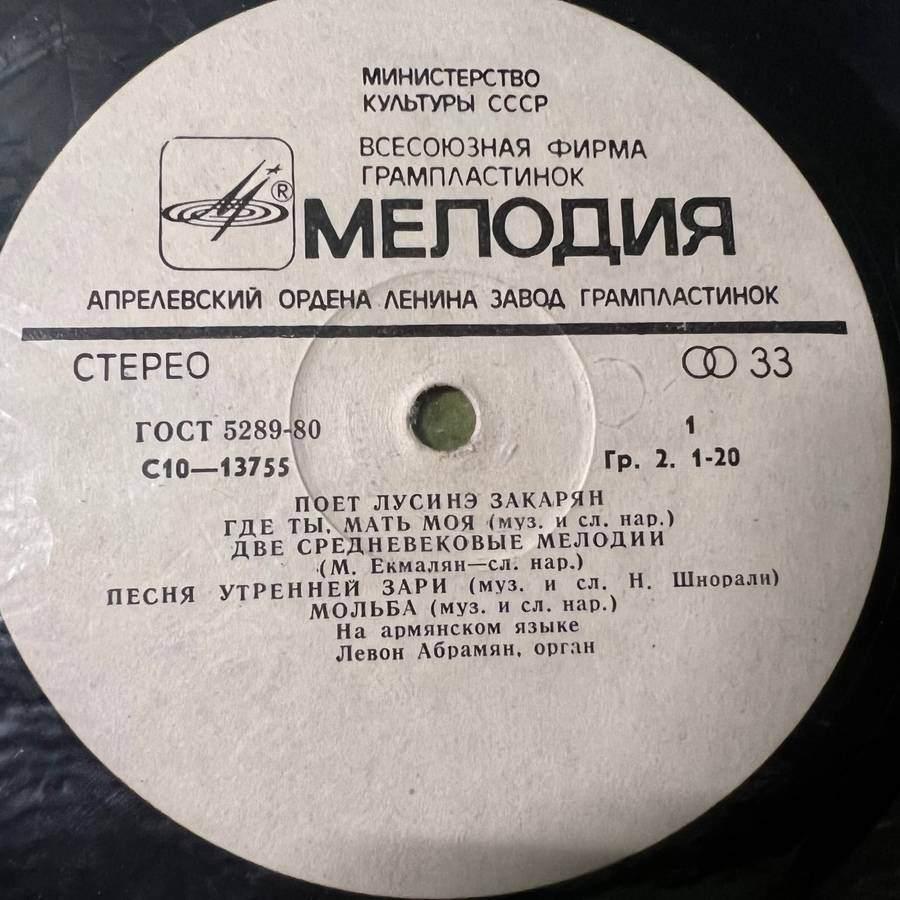 МИНИСТЕРСТВО
КУЛЬТУРЫ СССР
ВСЕСОЮЗНАЯ ФИРМА
ГРАМПЛАСТИНОК
®
МЕЛОДИЯ
АПРЕЛЕВСКИЙ ОРДЕНА ЛЕНИНА ЗАВОД ГРАМПЛАСТИНОК
СТЕРЕО 33
ГОСТ 5289-80 1
С10—13755 Гр. 2. 1-20
ПОЕТ ЛУСИНЭ ЗАКАРЯН
ГДЕ ТЫ, МАТЬ МОЯ (муз. и сл. нар.)
ДВЕ СРЕДНЕВЕКОВЫЕ МЕЛОДИИ
(М. Екмалян—сл. нар.)
ПЕСНЯ УТРЕННЕЙ ЗАРИ (муз. и сл. Н. Шнорали)
МОЛЬБА (муз. и сл. нар.)
На армянском языке
Левон Абрамян, орган